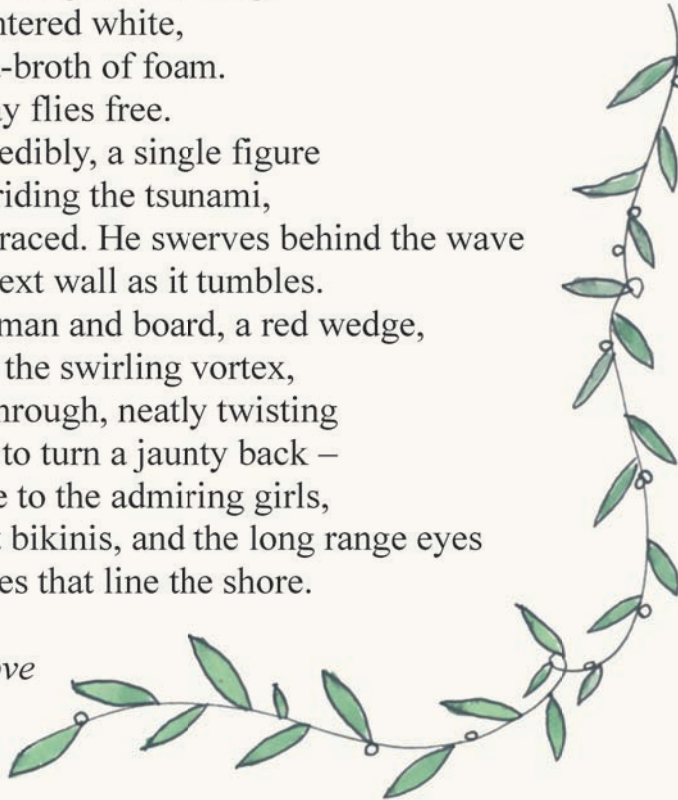 ntered white,
-broth of foam.
y flies free.
edibly, a single figure
riding the tsunami,
raced. He swerves behind the wave
ext wall as it tumbles.
man and board, a red wedge,
the swirling vortex,
hrough, neatly twisting
to turn a jaunty back –
e to the admiring girls,
t bikinis, and the long range eyes
es that line the shore.
ove